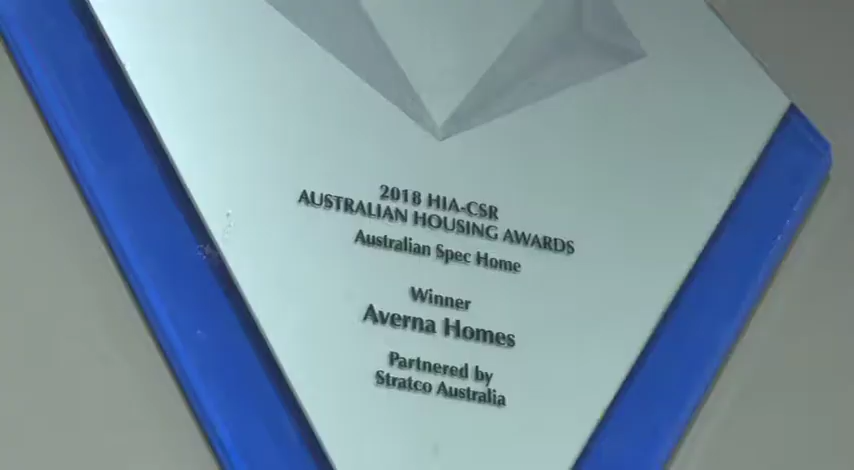 2018 HIA-CSR
AUSTRALIAN HOUSING AWARDS
Australian Spec Home
Winner
Averna Homes
Partnered by
Stratco Australia